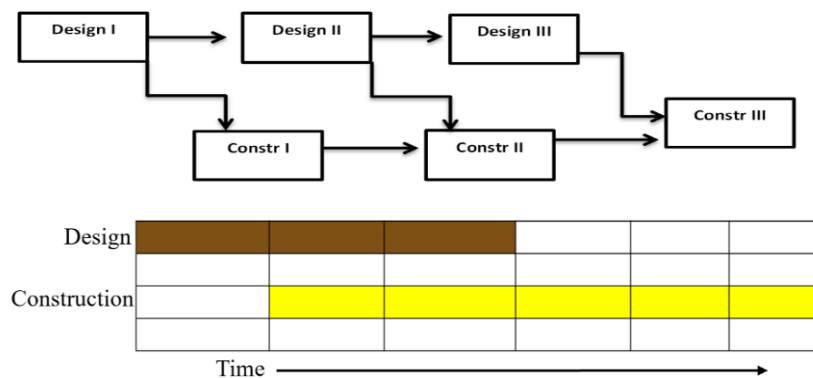 Design I
Design II
Design III
Constr III
Constr I
Constr II
Design
Construction
Time